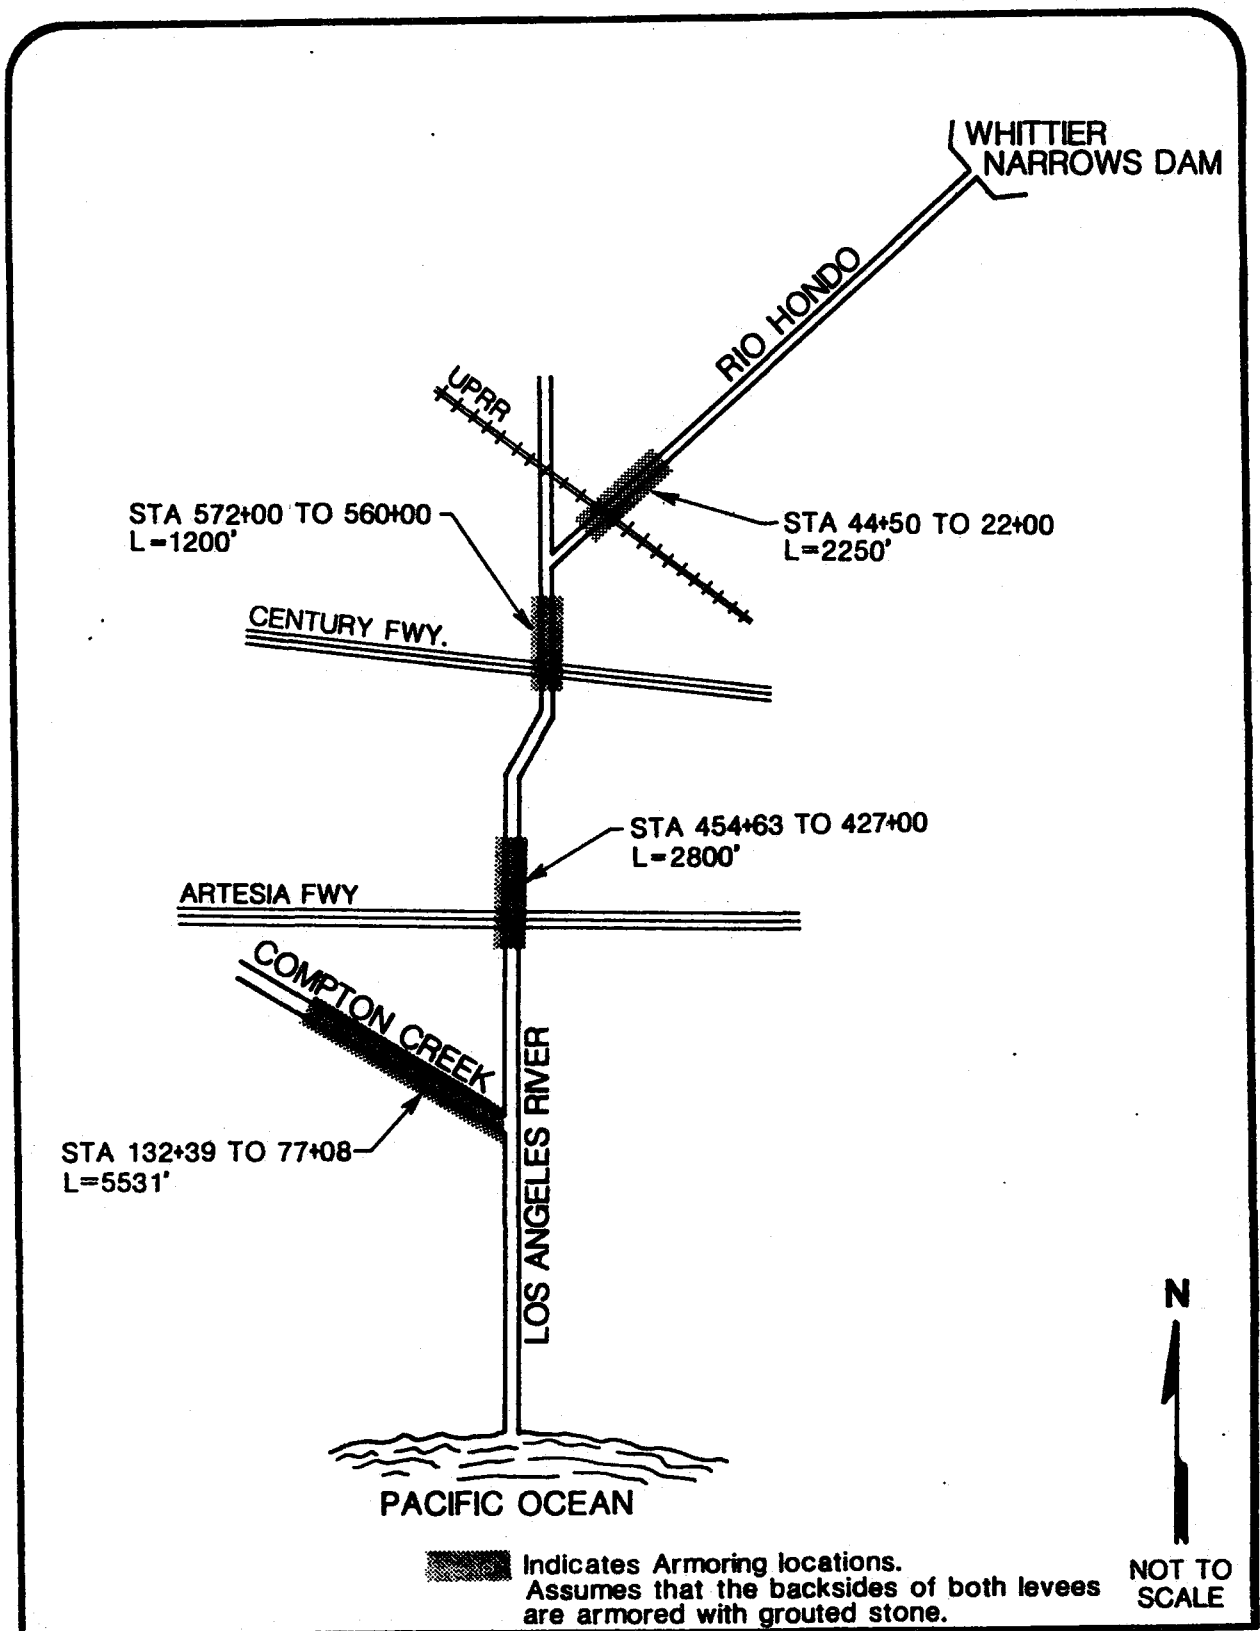 WHITTIER
NARROWS DAM
RIO HONDO
UPRR
STA 572+00 TO 560+00
L=1200'
STA 44+50 TO 22+00
L=2250'
CENTURY FWY.
STA 454+63 TO 427+00
L=2800'
ARTESIA FWY
COMPTON CREEK
LOS ANGELES RIVER
STA 132+39 TO 77+08
L=5531'
N
PACIFIC OCEAN
Indicates Armoring locations.
Assumes that the backsides of both levees
are armored with grouted stone.
NOT TO
SCALE